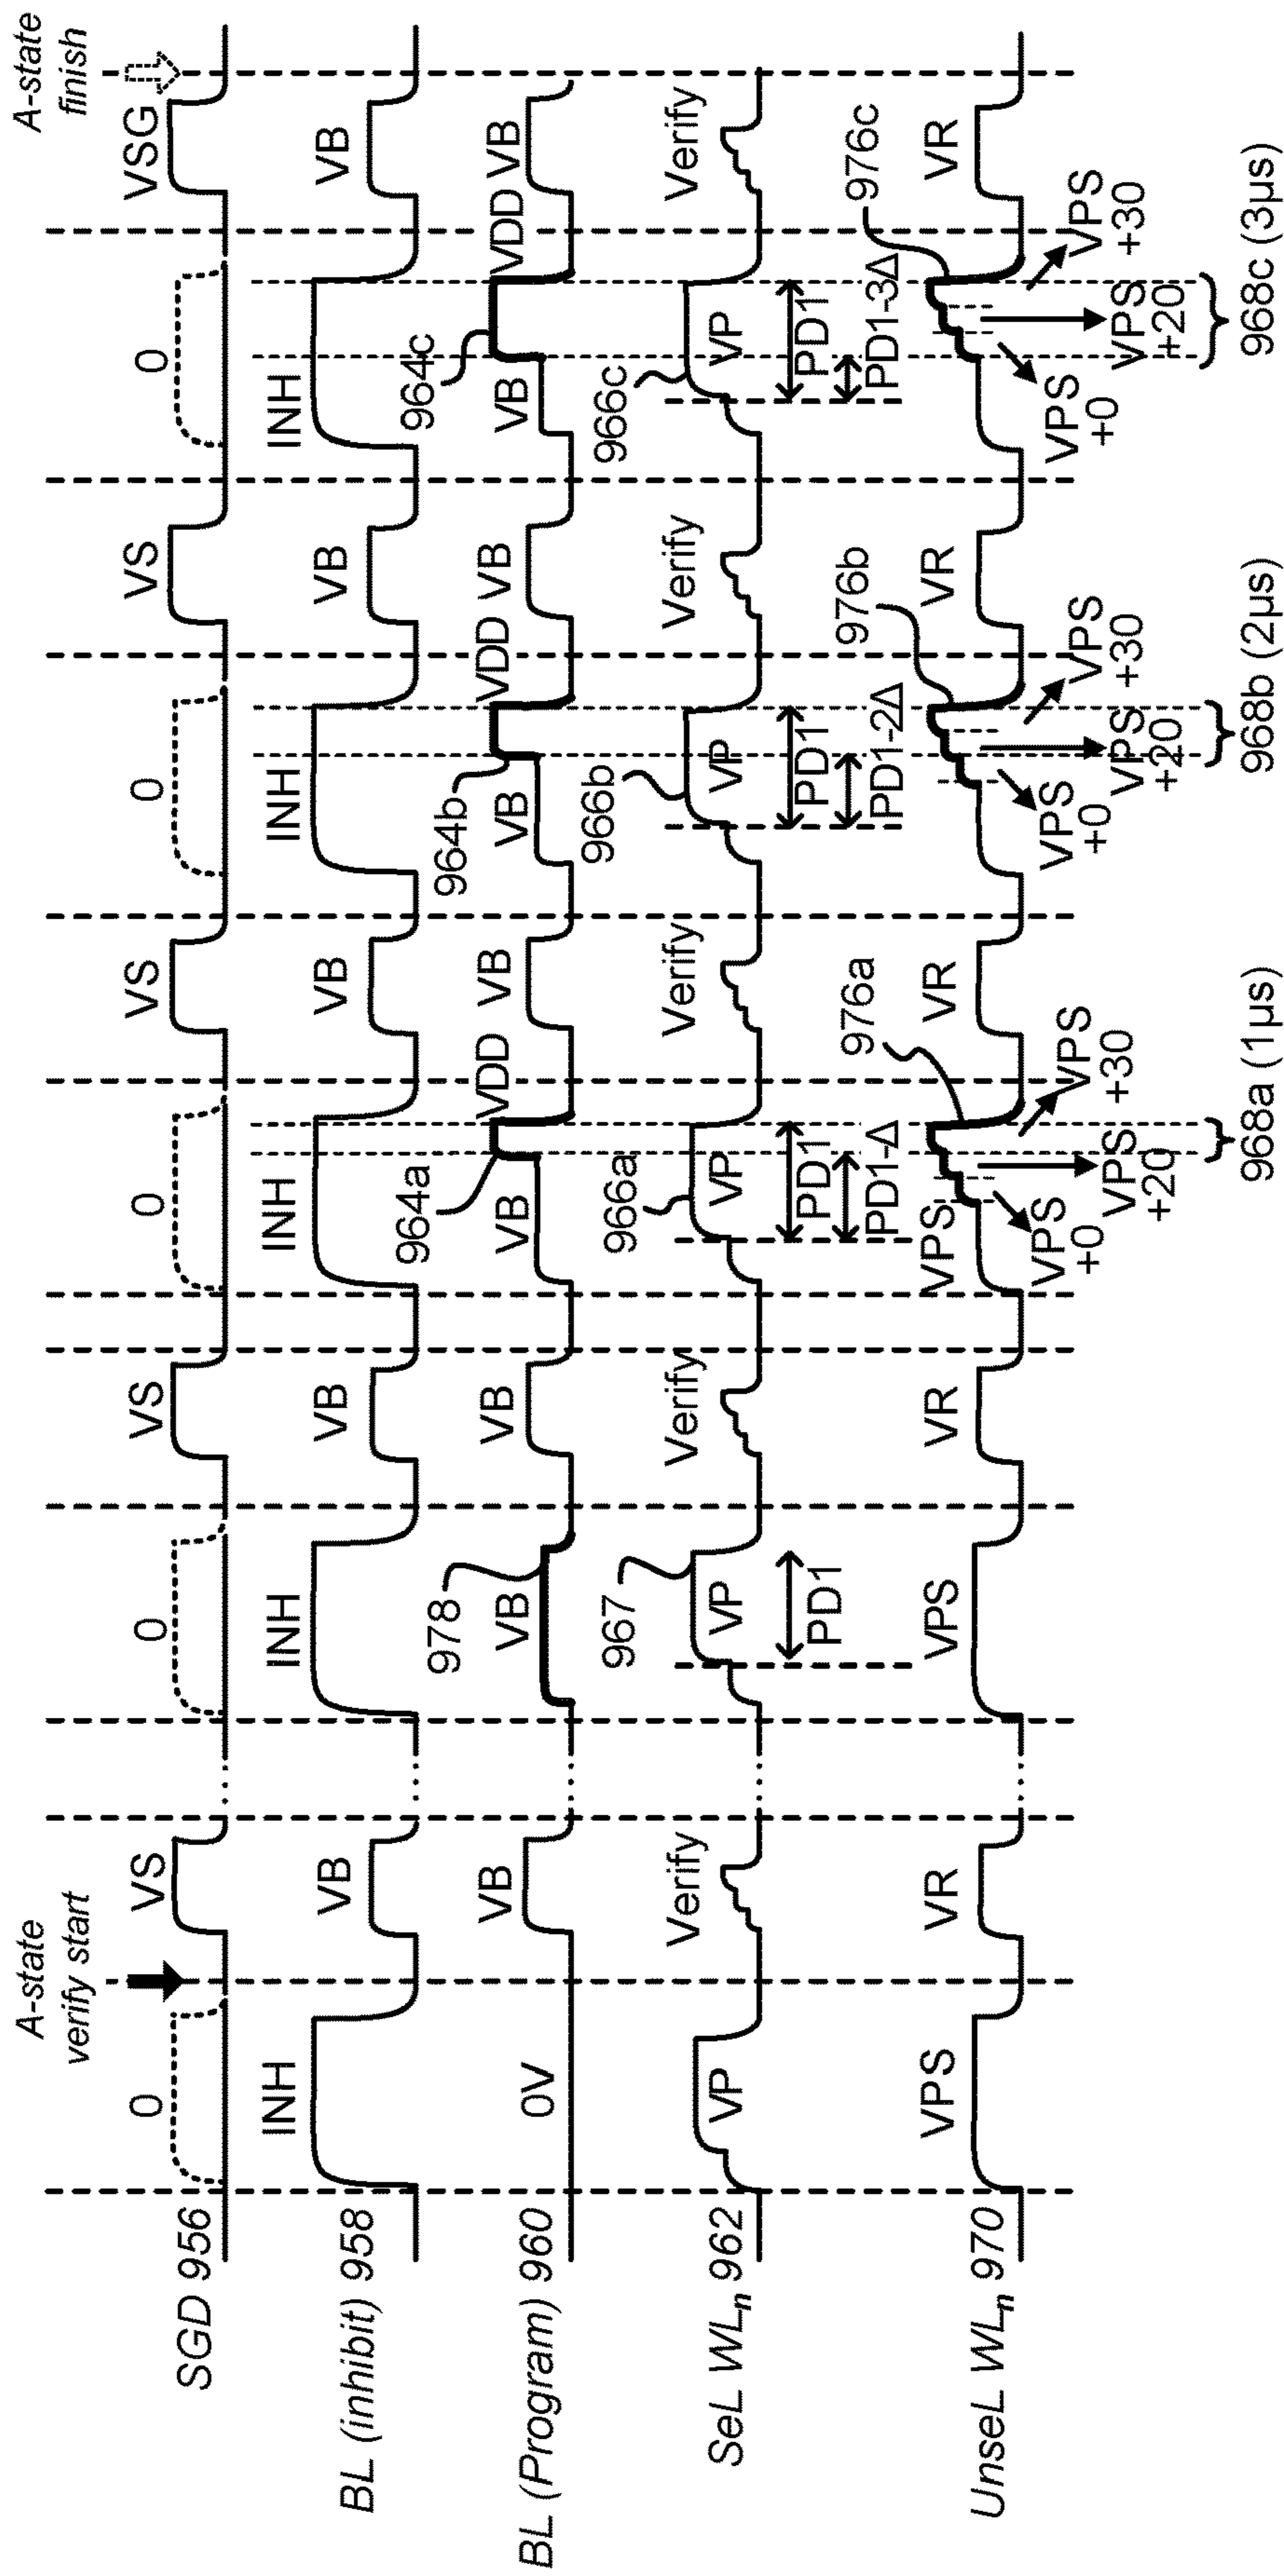 A-state
verify start
A-state
finish
SGD 956
0
VS
0
VS
0
VS
0
VS
0
VSG
BL (inhibit) 958
INH
VB
INH
VB
INH
VB
INH
VB
INH
VB
BL (Program) 960
0V
VB
978
VB
VB
964a
VB
VDD
VB
964b
VB
VDD
VB
964c
VB
VDD
VB
SeL WLn 962
VP
Verify
967
VP
PD1
Verify
966a
VP
PD1
PD1-Δ
Verify
966b
VP
PD1
PD1-2Δ
Verify
966c
VP
PD1
PD1-3Δ
Verify
UnseL WLn 970
VPS
VR
VPS
VR
VPS
976a
VR
VPS
+0
VPS
+20
VPS
+30
968a (1μs)
976b
VR
VPS
+0
VPS
+20
VPS
+30
968b (2μs)
976c
VR
VPS
+0
VPS
+20
VPS
+30
968c (3μs)